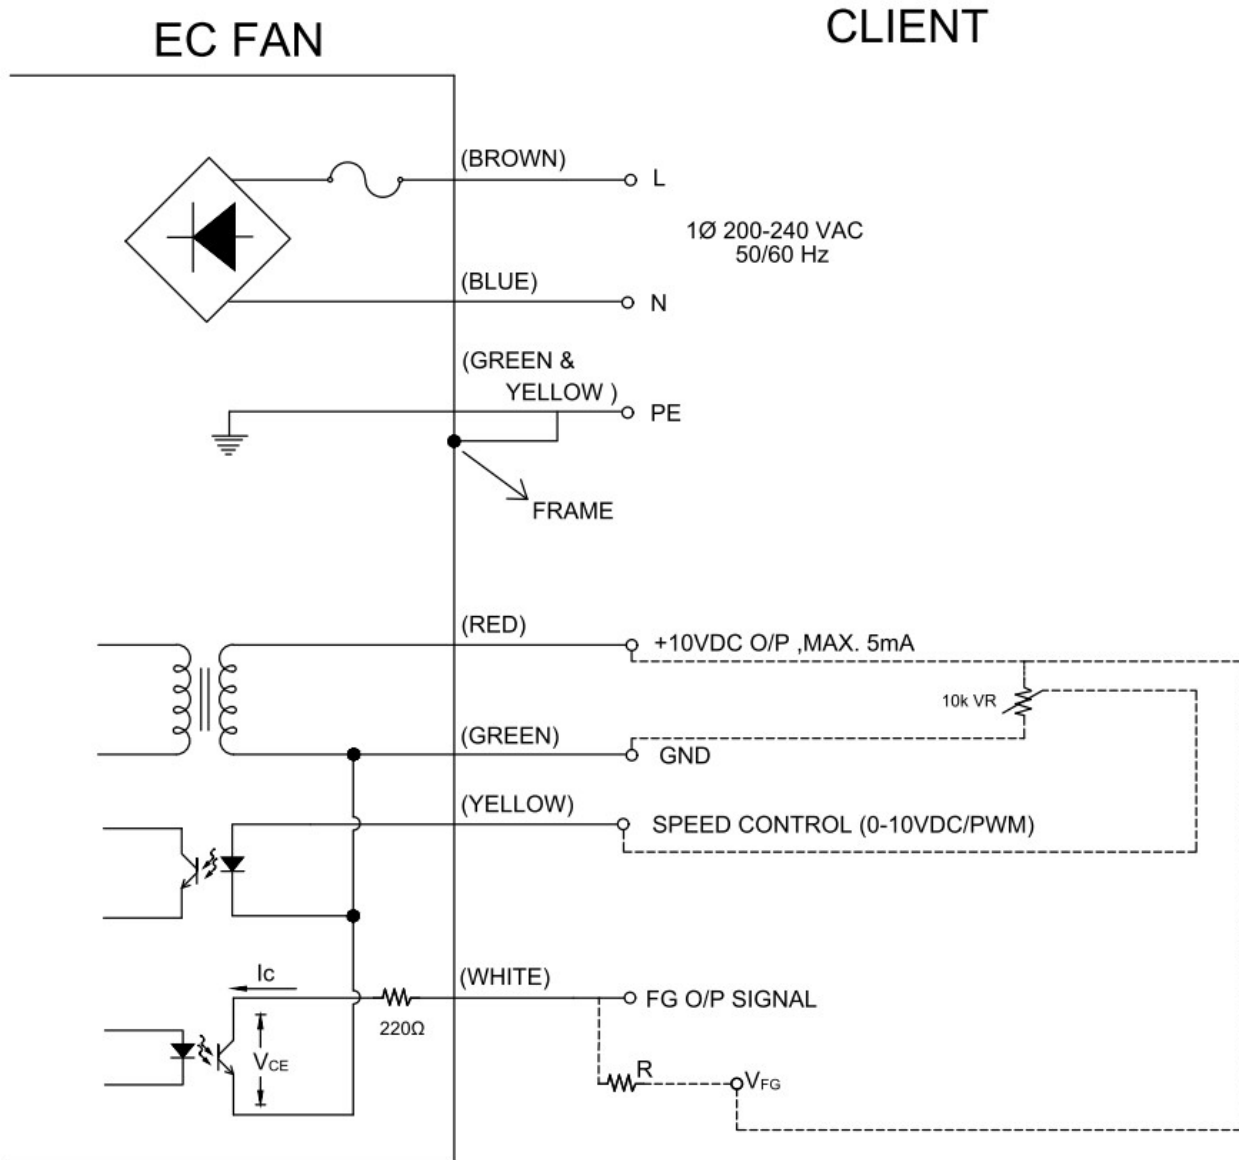 EC FAN
CLIENT
(BROWN)
L
1Ø 200-240 VAC
50/60 Hz
(BLUE)
N
(GREEN &
YELLOW )
PE
FRAME
(RED)
+10VDC O/P ,MAX. 5mA
10k VR
(GREEN)
GND
(YELLOW)
SPEED CONTROL (0-10VDC/PWM)
Ic
(WHITE)
FG O/P SIGNAL
220Ω
VCE
R
VFG